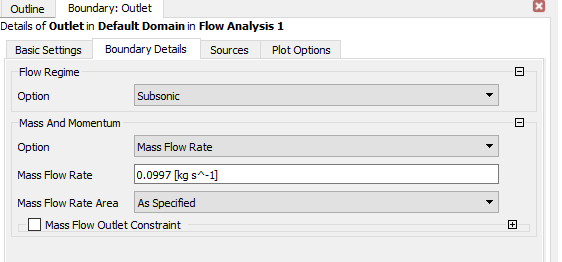 Outline Boundary: Outlet
Details of Outlet in Default Domain in Flow Analysis 1
Basic Settings Boundary Details Sources Plot Options
Flow Regime
Option Subsonic
Mass And Momentum
Option Mass Flow Rate
Mass Flow Rate 0.0997 [kg s^-1]
Mass Flow Rate Area As Specified
Mass Flow Outlet Constraint